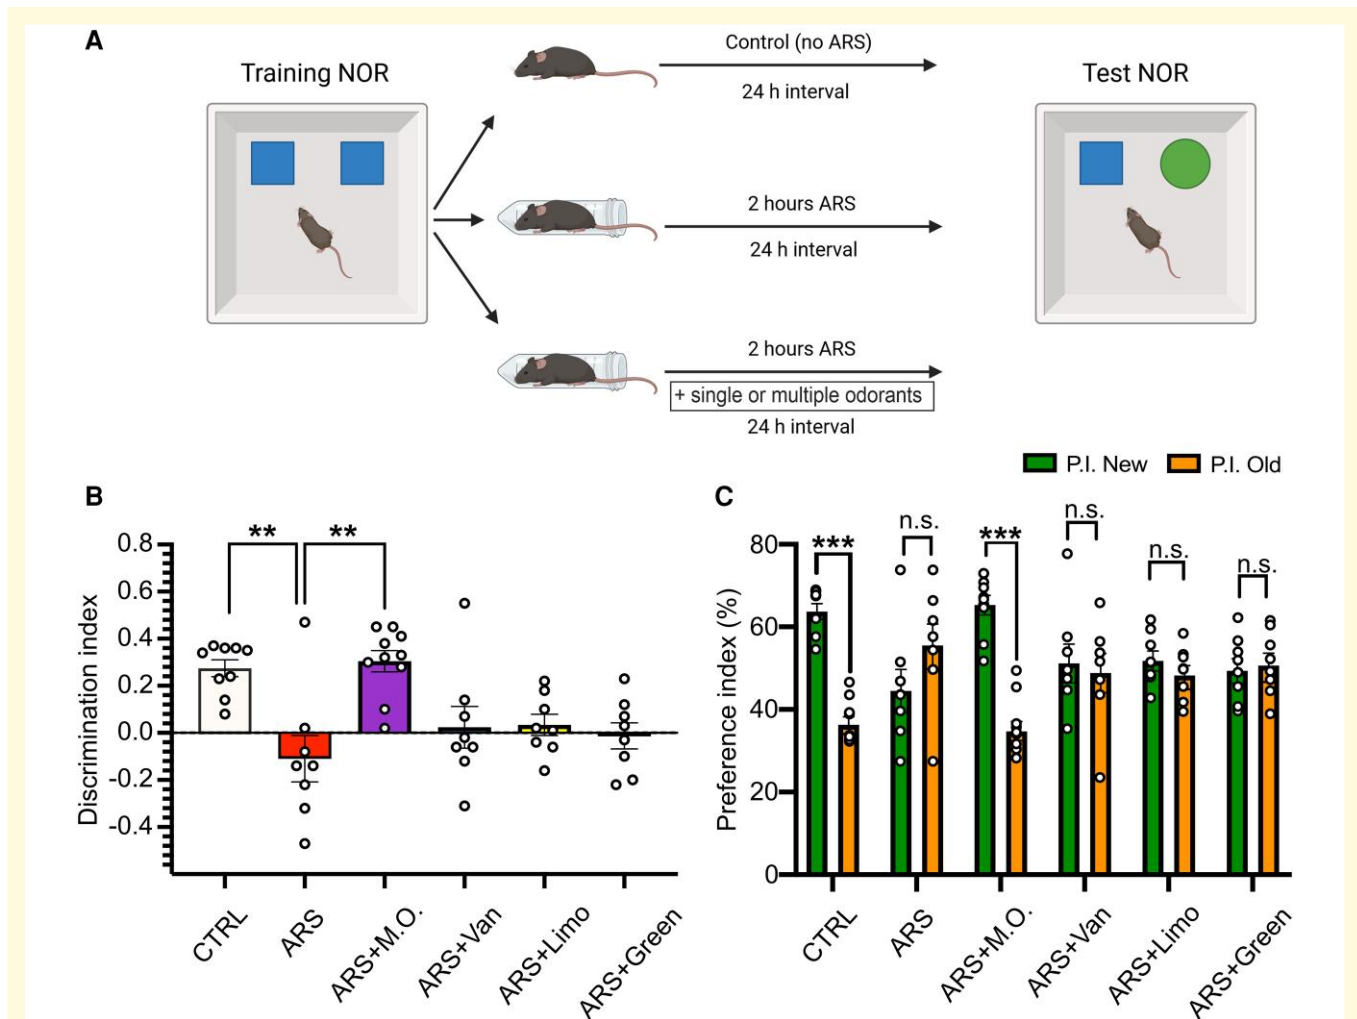 A
Training NOR
Control (no ARS)
24 h interval
Test NOR
2 hours ARS
24 h interval
2 hours ARS
+ single or multiple odorants
24 h interval
P.I. New
P.I. Old
B
** **
0.8
0.6
0.4
0.2
0.0
-0.2
-0.4
Discrimination index
CTRL
ARS
ARS+M.O.
ARS+Van
ARS+Limo
ARS+Green
C
*** n.s. *** n.s. n.s. n.s.
80
60
40
20
0
Preference index (%)
CTRL
ARS
ARS+M.O.
ARS+Van
ARS+Limo
ARS+Green